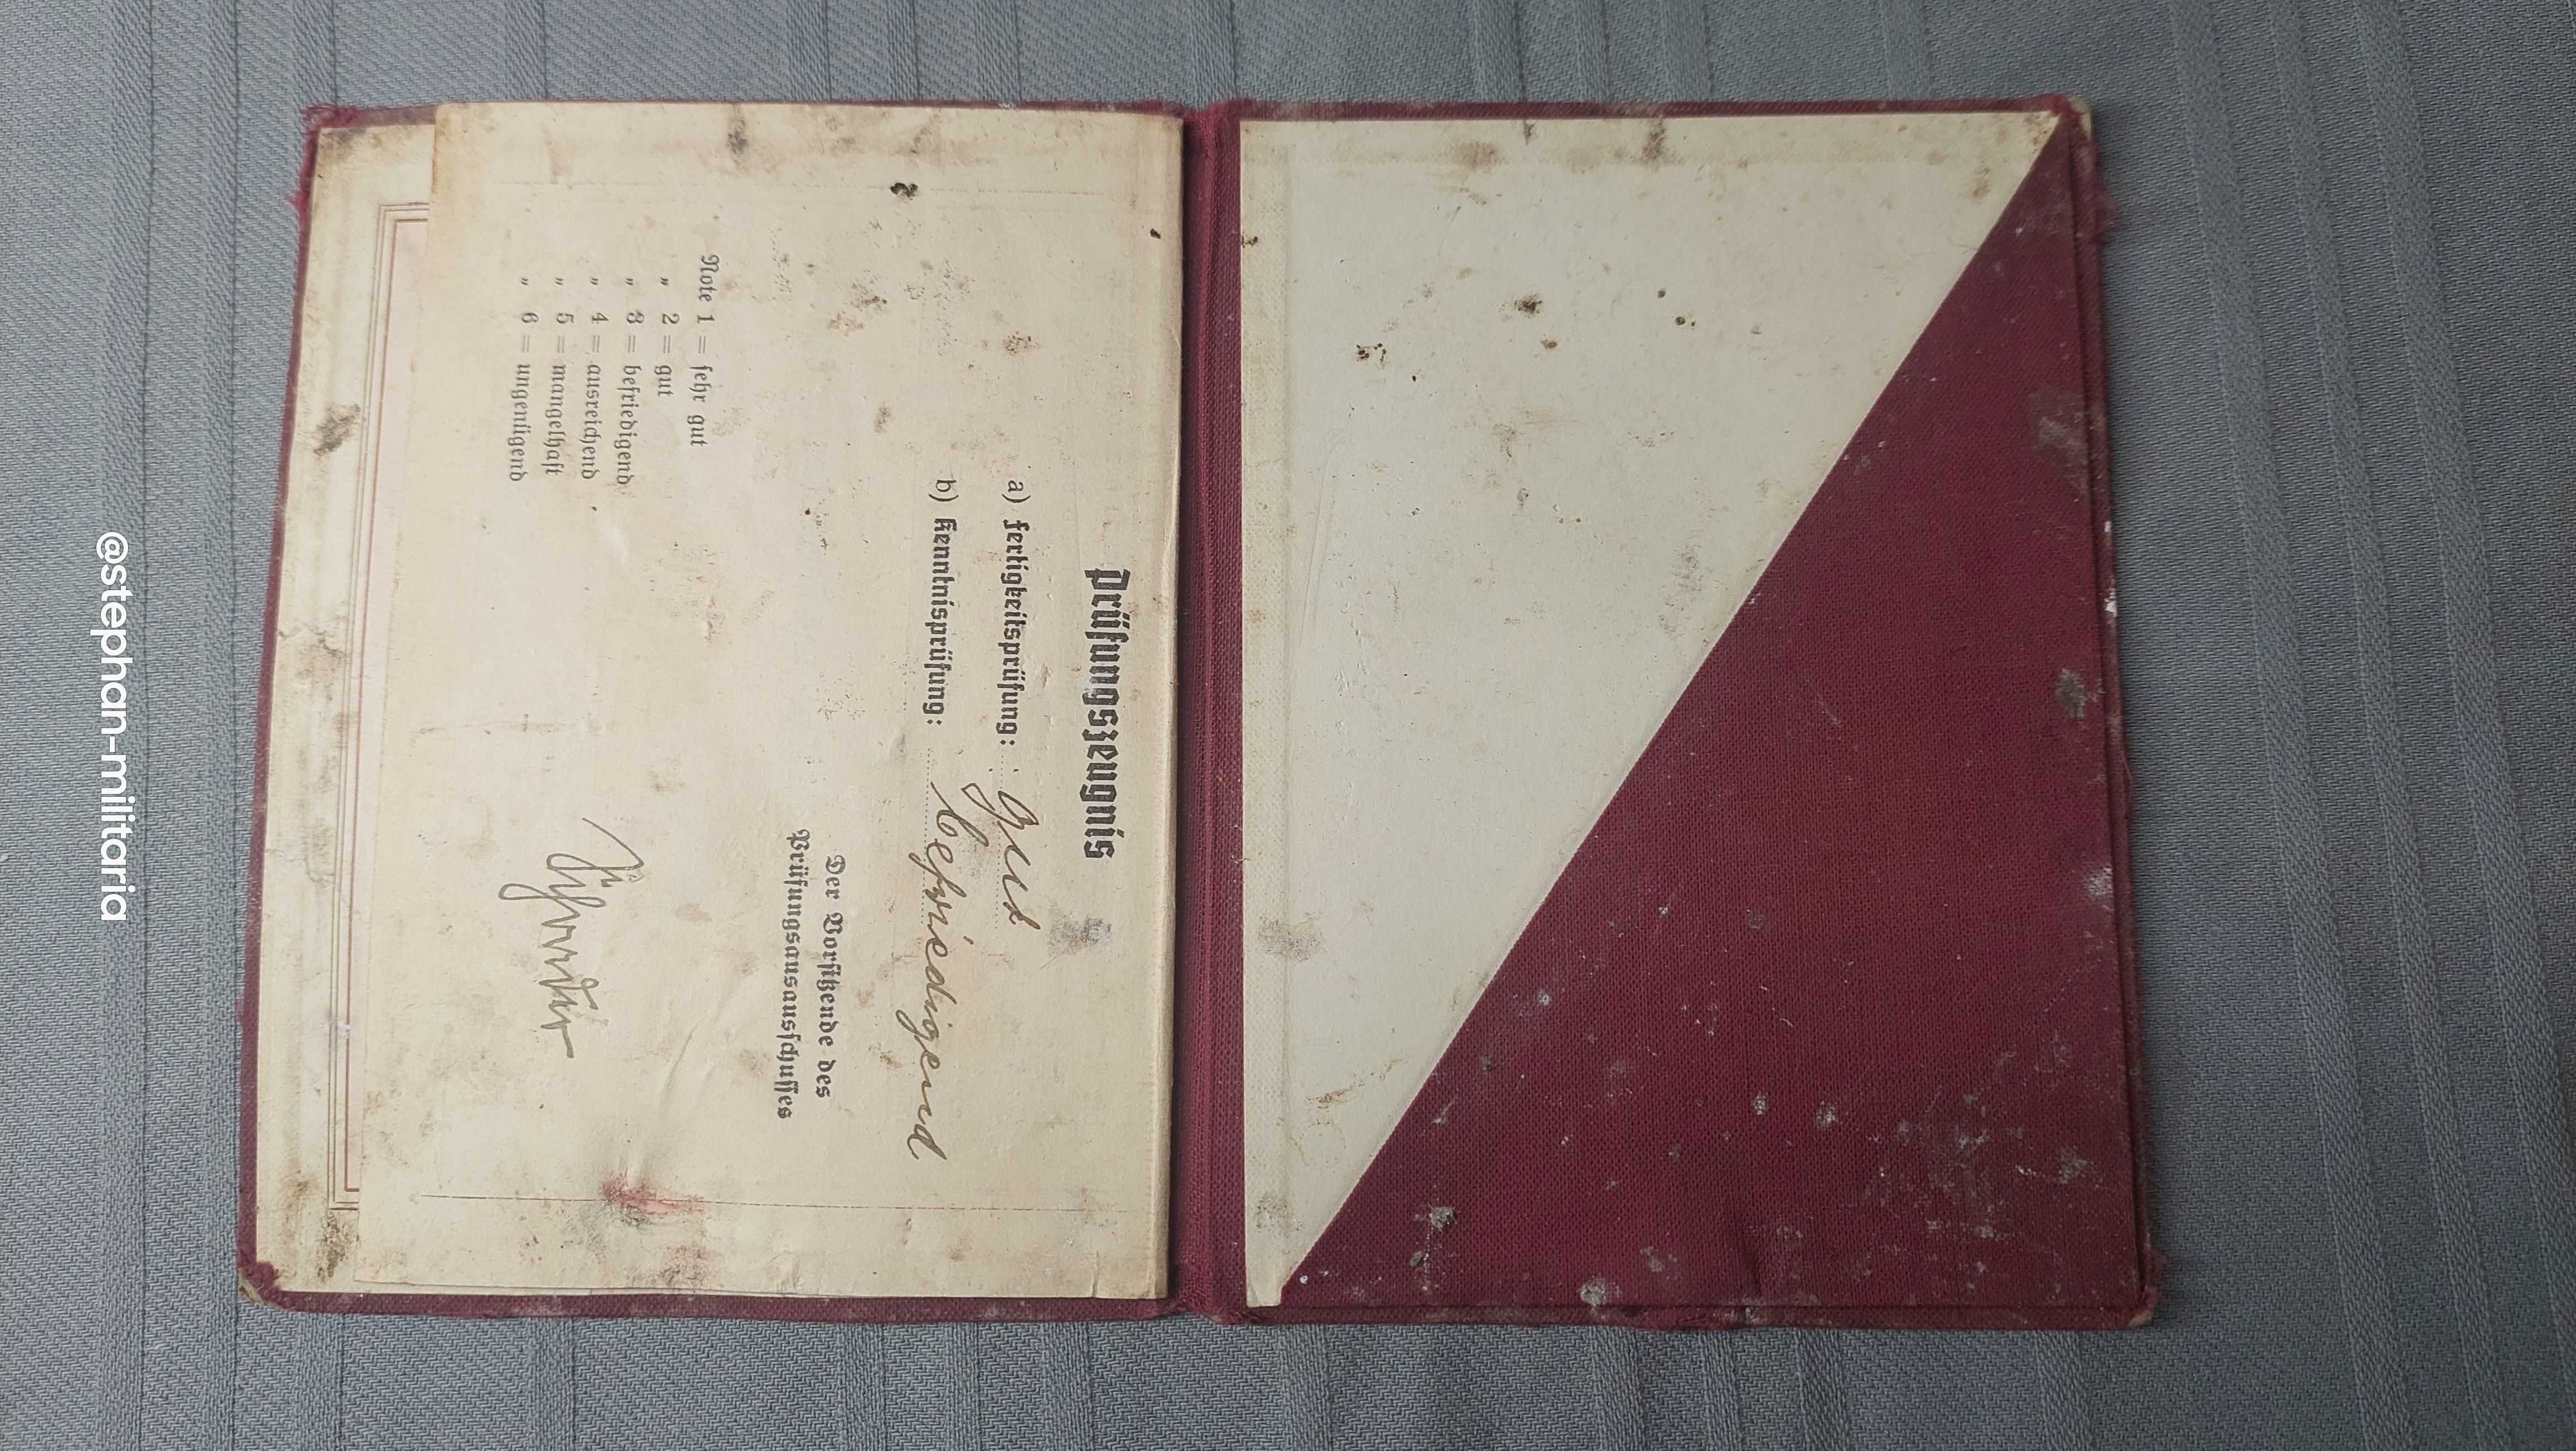 Prüfungszeugnis
a) Fertigkeitsprüfung: gut
b) Kenntnisprüfung: befriedigend
Der Vorsitzende des
Prüfungsausausschusses
Note 1 = sehr gut
„ 2 = gut
„ 3 = befriedigend
„ 4 = ausreichend
„ 5 = mangelhaft
„ 6 = ungenügend
@stephan-militaria